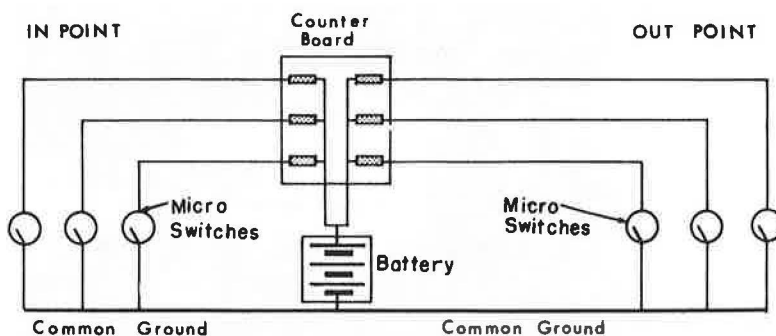 IN POINT
Counter
Board
OUT POINT
Micro
Switches
Micro
Switches
Battery
Common Ground
Common Ground